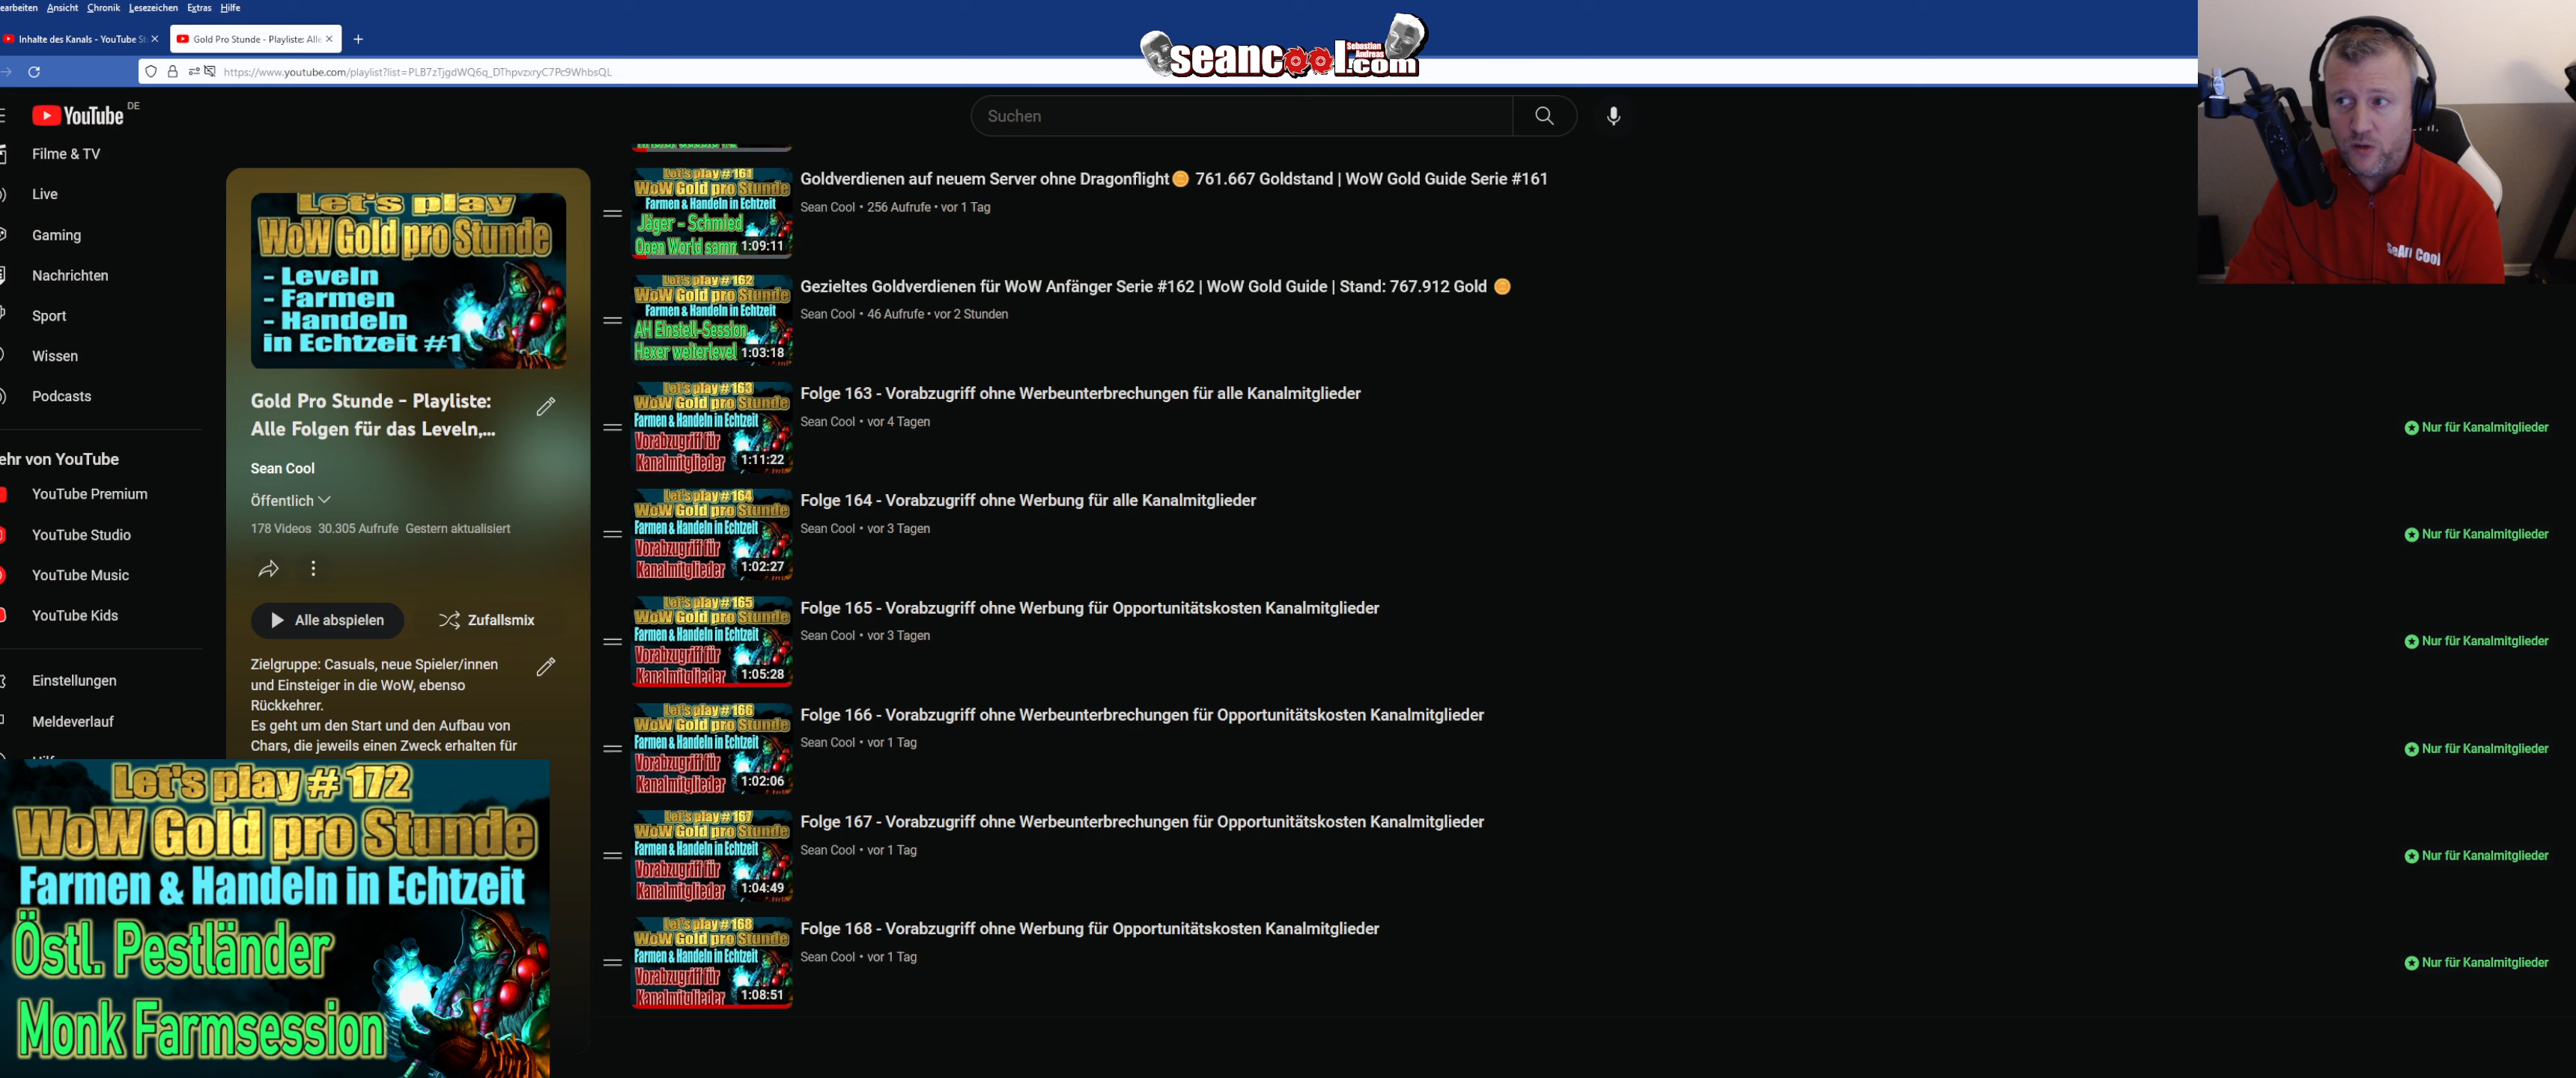 earbeiten Ansicht Chronik Lesezeichen Extras Hilfe
Inhalte des Kanals - YouTube St
Gold Pro Stunde - Playliste: Alle
https://www.youtube.com/playlist?list=PLB7zTjgdWQ6q_DThpvzxryC7Pc9WhbsQL
seancool.com
Sebastian
Andreas
YouTube DE
Suchen
Filme & TV
Live
Gaming
Nachrichten
Sport
Wissen
Podcasts
ehr von YouTube
YouTube Premium
YouTube Studio
YouTube Music
YouTube Kids
Einstellungen
Meldeverlauf
Let's play
WoW Gold pro Stunde
- Leveln
- Farmen
- Handeln
in Echtzeit #1
Gold Pro Stunde - Playliste:
Alle Folgen für das Leveln,...
Sean Cool
Öffentlich
178 Videos 30.305 Aufrufe Gestern aktualisiert
Alle abspielen
Zufallsmix
Zielgruppe: Casuals, neue Spieler/innen
und Einsteiger in die WoW, ebenso
Rückkehrer.
Es geht um den Start und den Aufbau von
Chars, die jeweils einen Zweck erhalten für
Let's play #161
WoW Gold pro Stunde
Farmen & Handeln in Echtzeit
Jäger - Schmied
Open World samm
1:09:11
Goldverdienen auf neuem Server ohne Dragonflight 761.667 Goldstand | WoW Gold Guide Serie #161
Sean Cool • 256 Aufrufe • vor 1 Tag
Let's play #162
WoW Gold pro Stunde
Farmen & Handeln in Echtzeit
AH Einstell-Session
Hexer weiterlevel
1:03:18
Gezieltes Goldverdienen für WoW Anfänger Serie #162 | WoW Gold Guide | Stand: 767.912 Gold
Sean Cool • 46 Aufrufe • vor 2 Stunden
Let's play #163
WoW Gold pro Stunde
Farmen & Handeln in Echtzeit
Vorabzugriff für
Kanalmitglieder
1:11:22
Folge 163 - Vorabzugriff ohne Werbeunterbrechungen für alle Kanalmitglieder
Sean Cool • vor 4 Tagen
Nur für Kanalmitglieder
Let's play #164
WoW Gold pro Stunde
Farmen & Handeln in Echtzeit
Vorabzugriff für
Kanalmitglieder
1:02:27
Folge 164 - Vorabzugriff ohne Werbung für alle Kanalmitglieder
Sean Cool • vor 3 Tagen
Nur für Kanalmitglieder
Let's play #165
WoW Gold pro Stunde
Farmen & Handeln in Echtzeit
Vorabzugriff für
Kanalmitglieder
1:05:28
Folge 165 - Vorabzugriff ohne Werbung für Opportunitätskosten Kanalmitglieder
Sean Cool • vor 3 Tagen
Nur für Kanalmitglieder
Let's play #166
WoW Gold pro Stunde
Farmen & Handeln in Echtzeit
Vorabzugriff für
Kanalmitglieder
1:02:06
Folge 166 - Vorabzugriff ohne Werbeunterbrechungen für Opportunitätskosten Kanalmitglieder
Sean Cool • vor 1 Tag
Nur für Kanalmitglieder
Let's play #167
WoW Gold pro Stunde
Farmen & Handeln in Echtzeit
Vorabzugriff für
Kanalmitglieder
1:04:49
Folge 167 - Vorabzugriff ohne Werbeunterbrechungen für Opportunitätskosten Kanalmitglieder
Sean Cool • vor 1 Tag
Nur für Kanalmitglieder
Let's play #168
WoW Gold pro Stunde
Farmen & Handeln in Echtzeit
Vorabzugriff für
Kanalmitglieder
1:08:51
Folge 168 - Vorabzugriff ohne Werbung für Opportunitätskosten Kanalmitglieder
Sean Cool • vor 1 Tag
Nur für Kanalmitglieder
Let's play # 172
WoW Gold pro Stunde
Farmen & Handeln in Echtzeit
Östl. Pestländer
Monk Farmsession
SeAn Cool